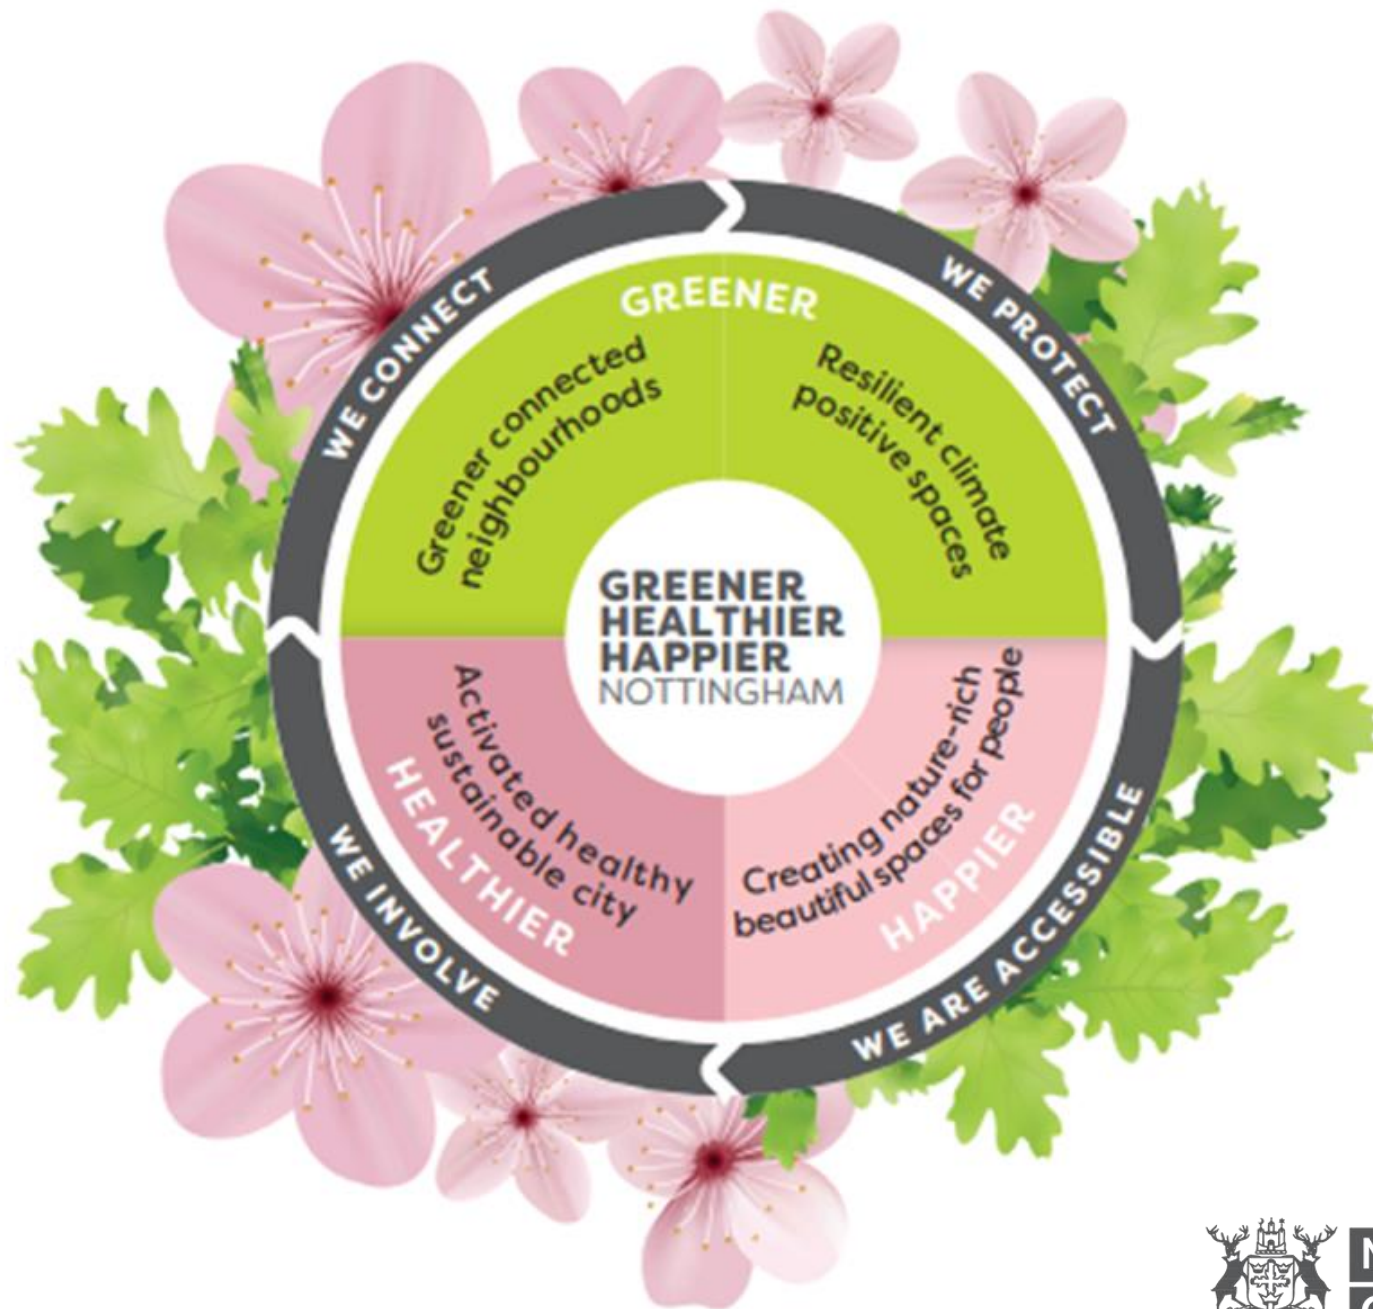 WE CONNECT
WE PROTECT
GREENER
Greener connected
neighbourhoods
Resilient climate
positive spaces
GREENER
HEALTHIER
HAPPIER
NOTTINGHAM
Activated healthy
sustainable city
HEALTHIER
Creating nature-rich
beautiful spaces for people
HAPPIER
WE INVOLVE
WE ARE ACCESSIBLE